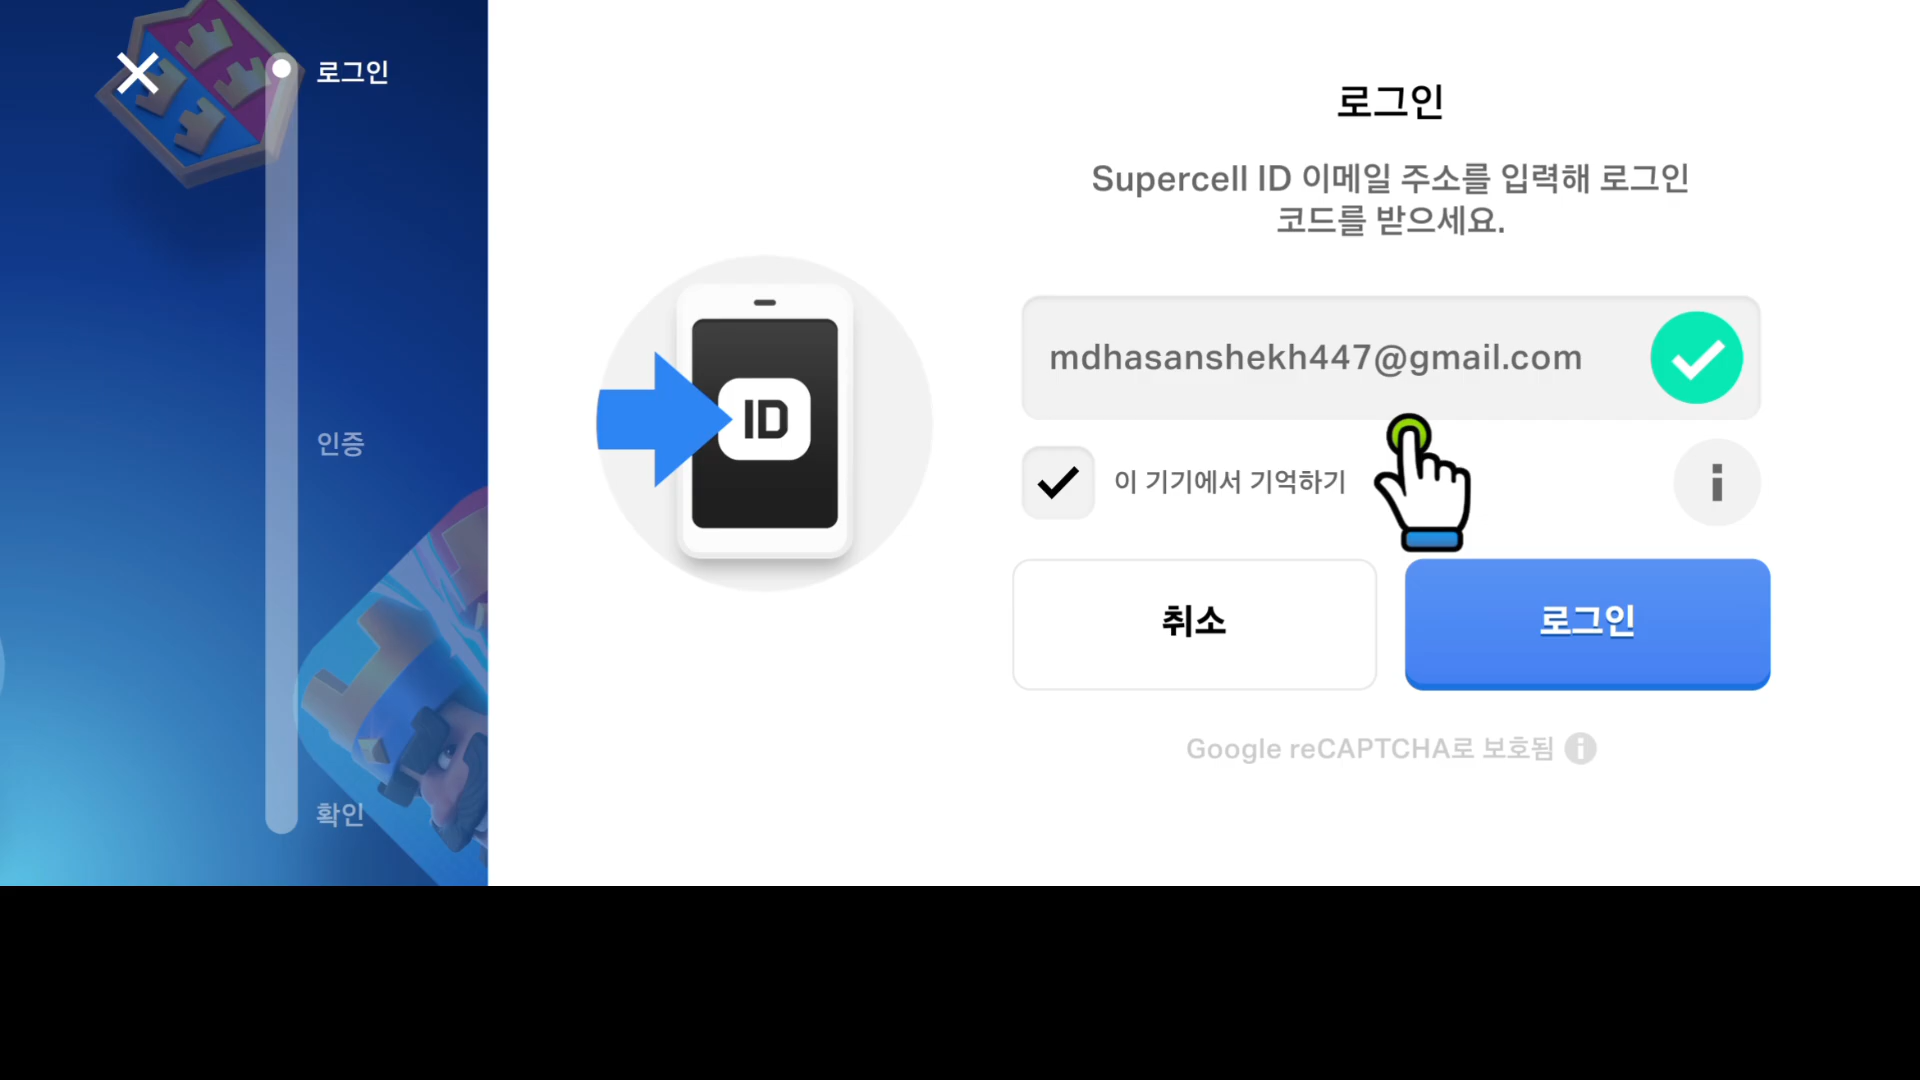 로그인
인증
확인
로그인
Supercell ID 이메일 주소를 입력해 로그인
코드를 받으세요.
ID
mdhasanshekh447@gmail.com
이 기기에서 기억하기
i
취소
로그인
Google reCAPTCHA로 보호됨 i